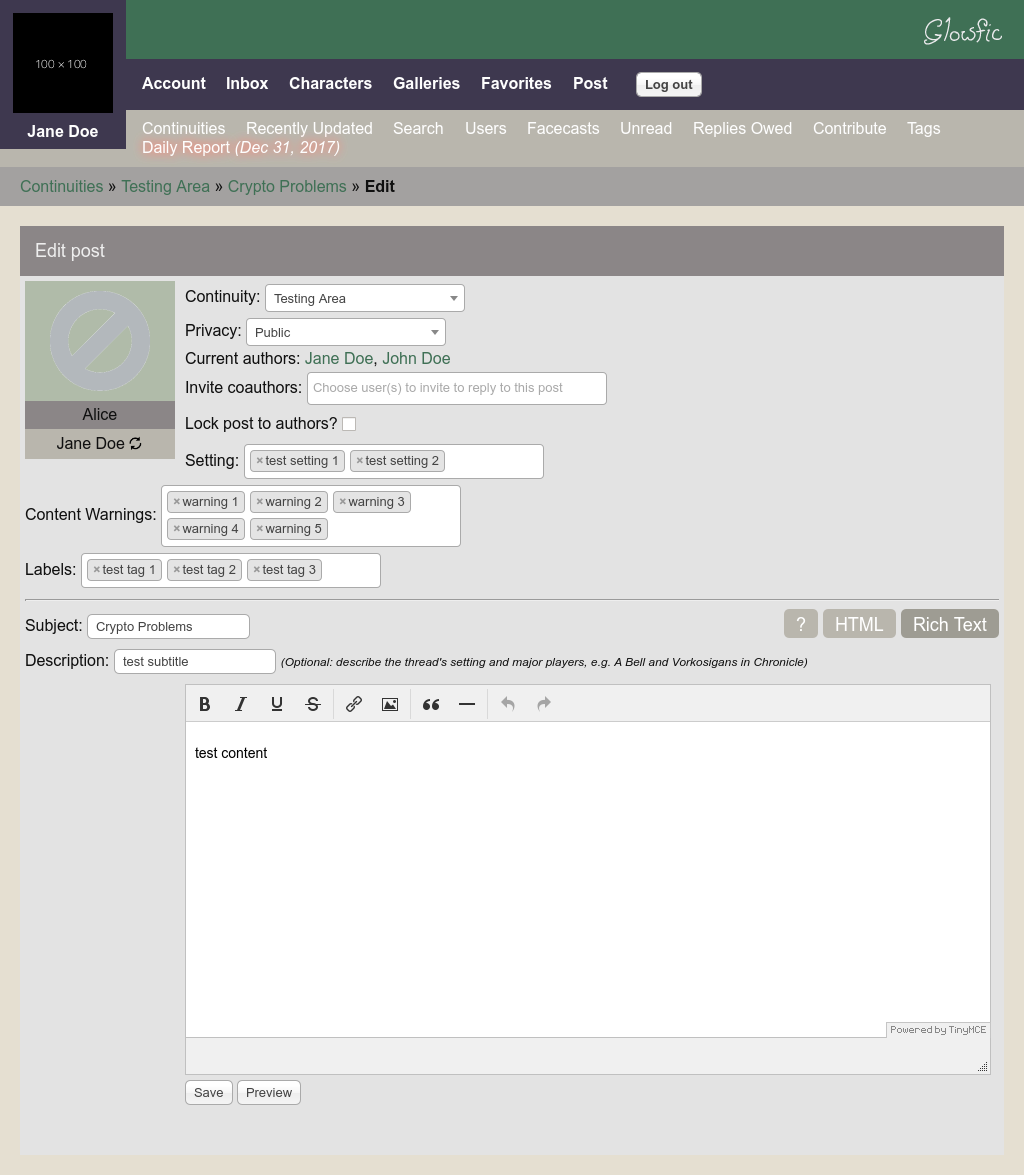 Glowfic
100 × 100
Jane Doe
Account Inbox Characters Galleries Favorites Post Log out
Continuities Recently Updated Search Users Facecasts Unread Replies Owed Contribute Tags
Daily Report (Dec 31, 2017)
Continuities » Testing Area » Crypto Problems » Edit
Edit post
Alice
Jane Doe
Continuity: Testing Area
Privacy: Public
Current authors: Jane Doe, John Doe
Invite coauthors: Choose user(s) to invite to reply to this post
Lock post to authors?
Setting: ×test setting 1 ×test setting 2
Content Warnings: ×warning 1 ×warning 2 ×warning 3
×warning 4 ×warning 5
Labels: ×test tag 1 ×test tag 2 ×test tag 3
Subject: Crypto Problems ? HTML Rich Text
Description: test subtitle (Optional: describe the thread's setting and major players, e.g. A Bell and Vorkosigans in Chronicle)
B I U S
test content
Powered by TinyMCE
Save Preview